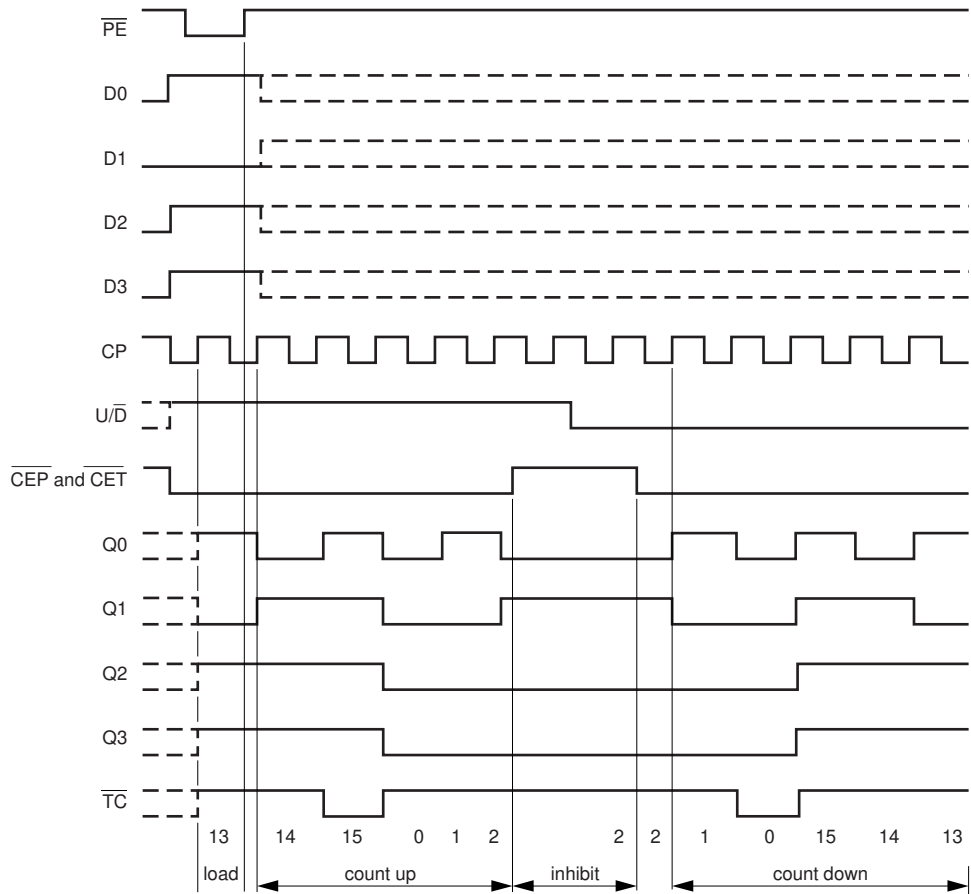 PE
D0
D1
D2
D3
CP
U/D
CEP and CET
Q0
Q1
Q2
Q3
TC
13 14 15 0 1 2 2 2 1 0 15 14 13
load count up inhibit count down